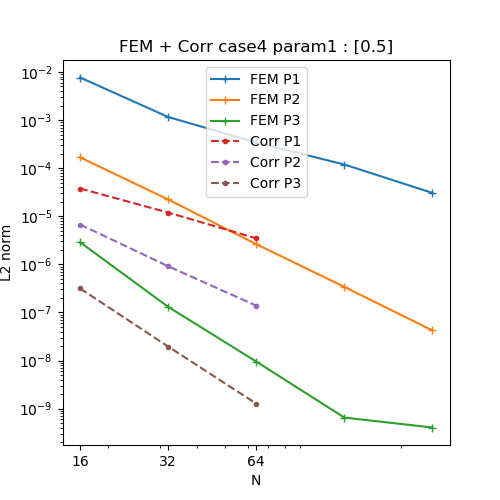 FEM + Corr case4 param1 : [0.5]
10⁻²
10⁻³
10⁻⁴
10⁻⁵
10⁻⁶
10⁻⁷
10⁻⁸
10⁻⁹
L2 norm
FEM P1
FEM P2
FEM P3
Corr P1
Corr P2
Corr P3
16 32 64
N